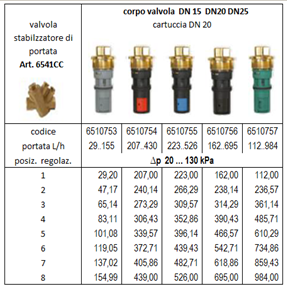 valvola
stabilizzatore di
portata
Art. 6541CC
corpo valvola DN 15 DN20 DN25
cartuccia DN 20
codice 6510753 6510754 6510755 6510756 6510757
portata L/h 29..155 207.430 223..526 162..695 112..984
posiz. regolaz. Δp 20 ... 130 kPa
1 29,20 207,00 223,00 162,00 112,00
2 47,17 240,14 266,29 238,14 236,57
3 65,14 273,29 309,57 314,29 361,14
4 83,11 306,43 352,86 390,43 485,71
5 101,08 339,57 396,14 466,57 610,29
6 119,05 372,71 439,43 542,71 734,86
7 137,02 405,86 482,71 618,86 859,43
8 154,99 439,00 526,00 695,00 984,00